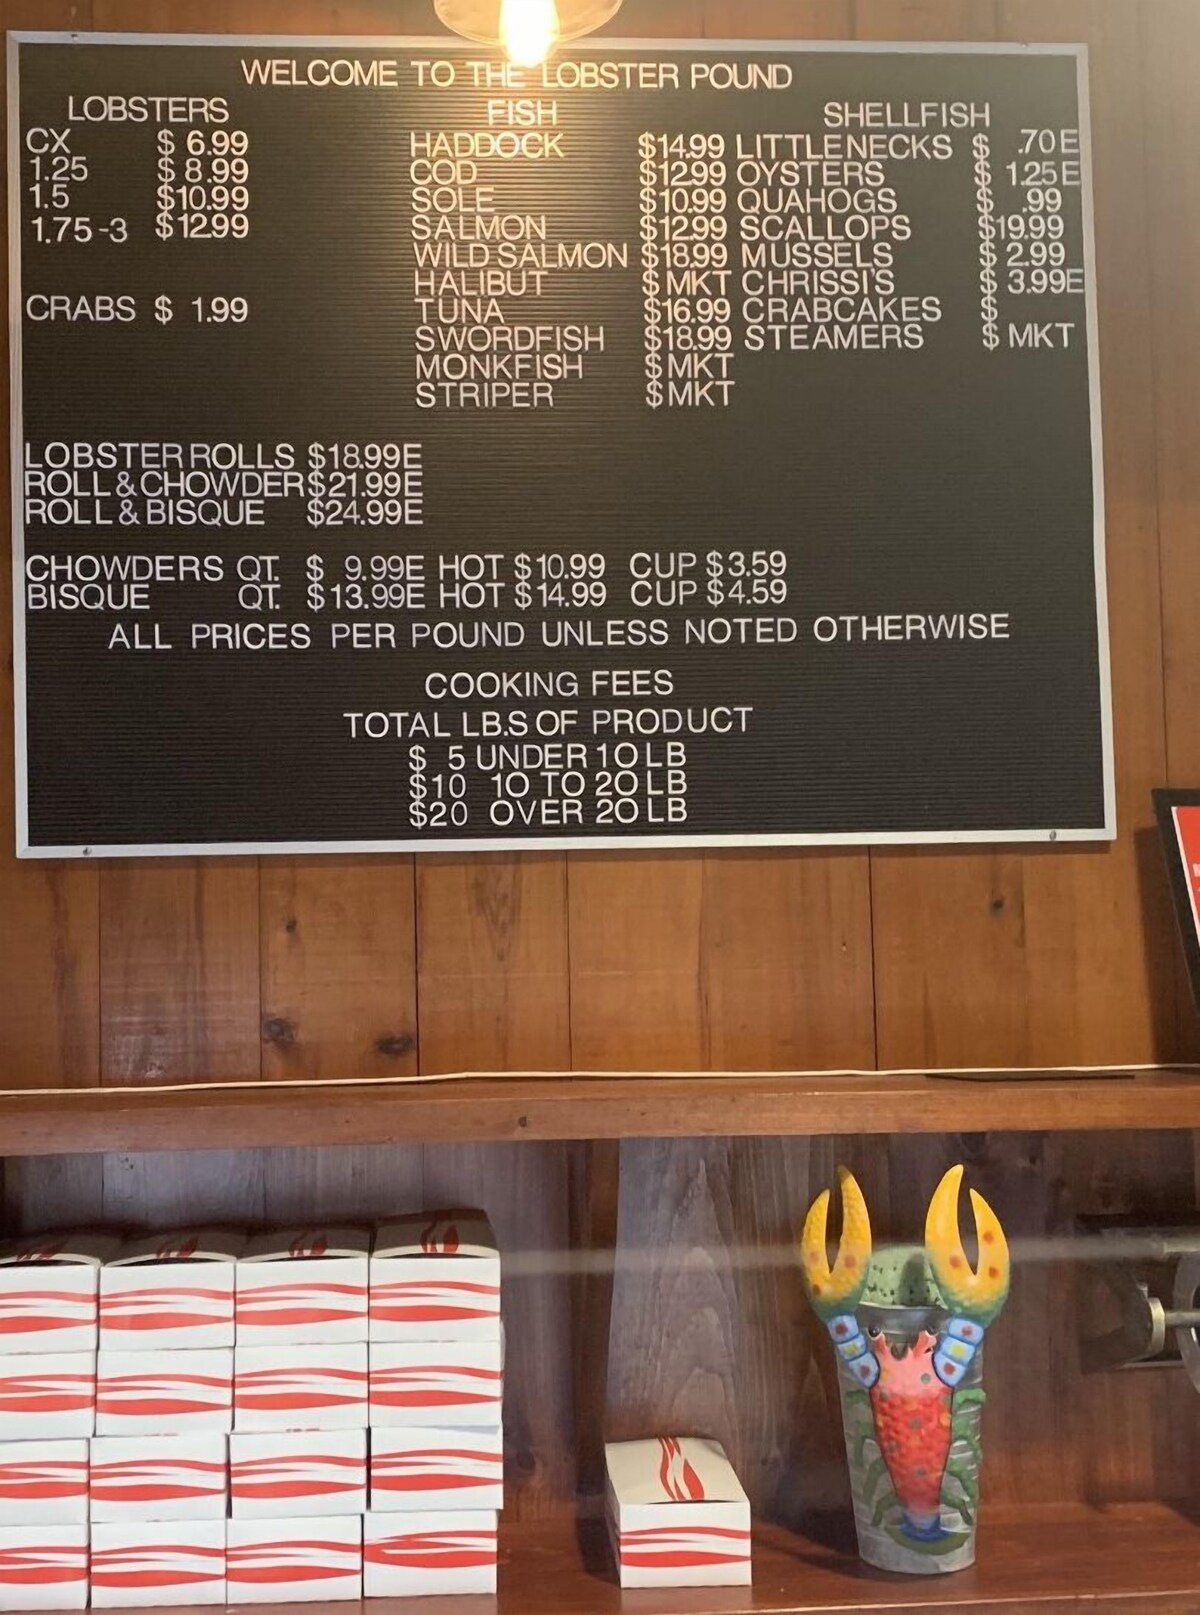 WELCOME TO THE LOBSTER POUND
LOBSTERS
CX $ 6.99
1.25 $ 8.99
1.5 $10.99
1.75-3 $12.99
CRABS $ 1.99
FISH
HADDOCK $14.99
COD $12.99
SOLE $10.99
SALMON $12.99
WILD SALMON $18.99
HALIBUT $ MKT
TUNA $16.99
SWORDFISH $18.99
MONKFISH $MKT
STRIPER $MKT
SHELLFISH
LITTLENECKS $ .70 E
OYSTERS $ 1.25 E
QUAHOGS $ .99
SCALLOPS $19.99
MUSSELS $ 2.99
CHRISSI'S $ 3.99E
CRABCAKES $
STEAMERS $ MKT
LOBSTER ROLLS $18.99E
ROLL & CHOWDER $21.99E
ROLL & BISQUE $24.99E
CHOWDERS QT. $ 9.99E HOT $10.99 CUP $3.59
BISQUE QT. $13.99E HOT $14.99 CUP $4.59
ALL PRICES PER POUND UNLESS NOTED OTHERWISE
COOKING FEES
TOTAL LB.S OF PRODUCT
$ 5 UNDER 10 LB
$10 10 TO 20 LB
$20 OVER 20 LB